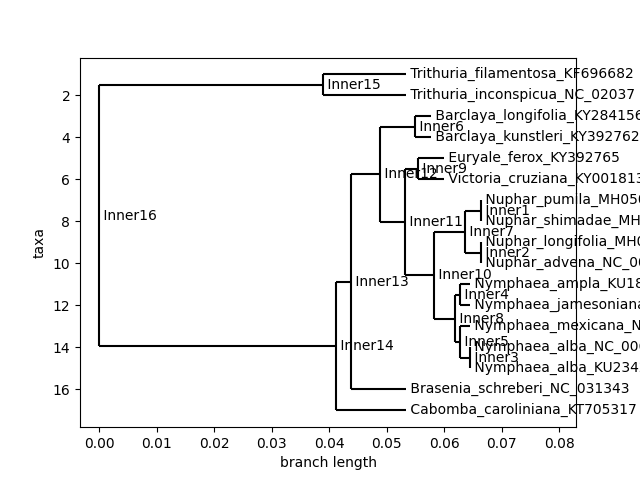 Trithuria_filamentosa_KF696682
Inner15
Trithuria_inconspicua_NC_02037
Barclaya_longifolia_KY284156
Inner6
Barclaya_kunstleri_KY392762
Euryale_ferox_KY392765
Inner9
Inner12
Victoria_cruziana_KY001813
Nuphar_pumila_MH050
Inner1
Nuphar_shimadae_MH
Inner16
Inner11
Inner7
Nuphar_longifolia_MH0
Inner2
Nuphar_advena_NC_00
Inner10
Inner13
Nymphaea_ampla_KU18
Inner4
Nymphaea_jamesoniana
Inner8
Nymphaea_mexicana_N
Inner5
Inner14
Nymphaea_alba_NC_006
Inner3
Nymphaea_alba_KU234
Brasenia_schreberi_NC_031343
Cabomba_caroliniana_KT705317
2
4
6
8
10
12
14
16
taxa
0.00 0.01 0.02 0.03 0.04 0.05 0.06 0.07 0.08
branch length